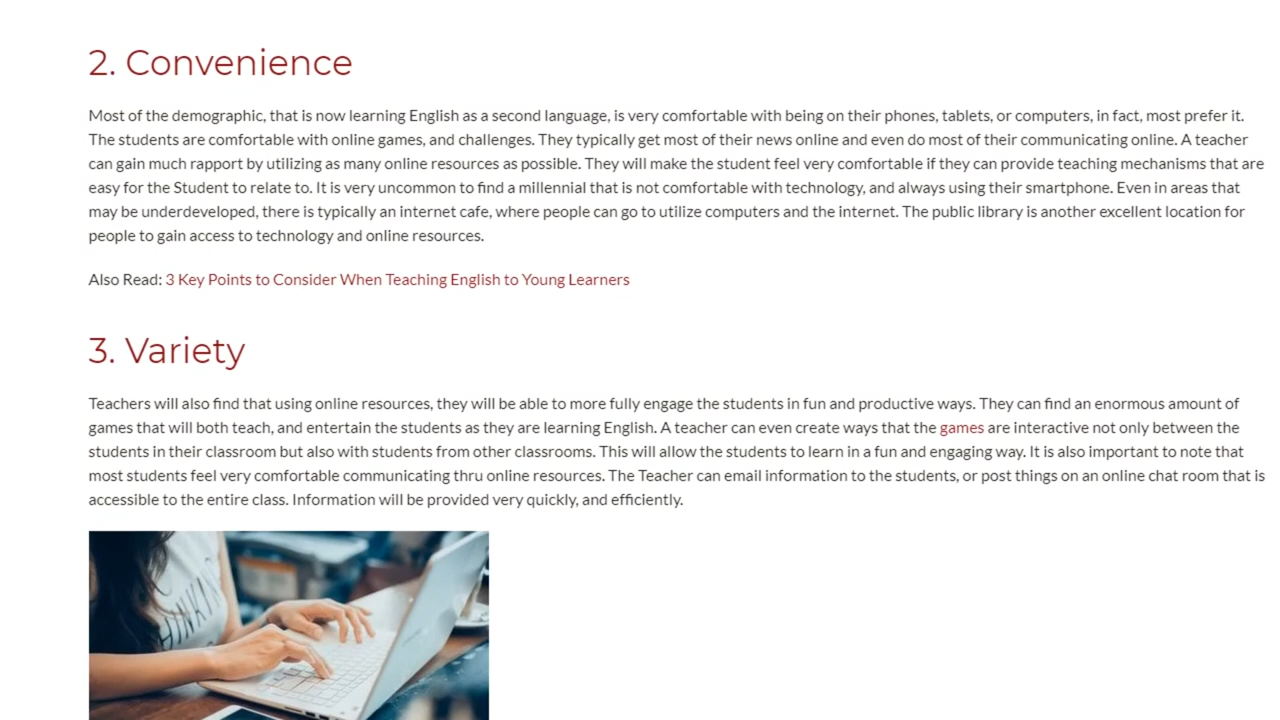 2. Convenience
Most of the demographic, that is now learning English as a second language, is very comfortable with being on their phones, tablets, or computers, in fact, most prefer it.
The students are comfortable with online games, and challenges. They typically get most of their news online and even do most of their communicating online. A teacher
can gain much rapport by utilizing as many online resources as possible. They will make the student feel very comfortable if they can provide teaching mechanisms that are
easy for the Student to relate to. It is very uncommon to find a millennial that is not comfortable with technology, and always using their smartphone. Even in areas that
may be underdeveloped, there is typically an internet cafe, where people can go to utilize computers and the internet. The public library is another excellent location for
people to gain access to technology and online resources.
Also Read: 3 Key Points to Consider When Teaching English to Young Learners
3. Variety
Teachers will also find that using online resources, they will be able to more fully engage the students in fun and productive ways. They can find an enormous amount of
games that will both teach, and entertain the students as they are learning English. A teacher can even create ways that the games are interactive not only between the
students in their classroom but also with students from other classrooms. This will allow the students to learn in a fun and engaging way. It is also important to note that
most students feel very comfortable communicating thru online resources. The Teacher can email information to the students, or post things on an online chat room that is
accessible to the entire class. Information will be provided very quickly, and efficiently.